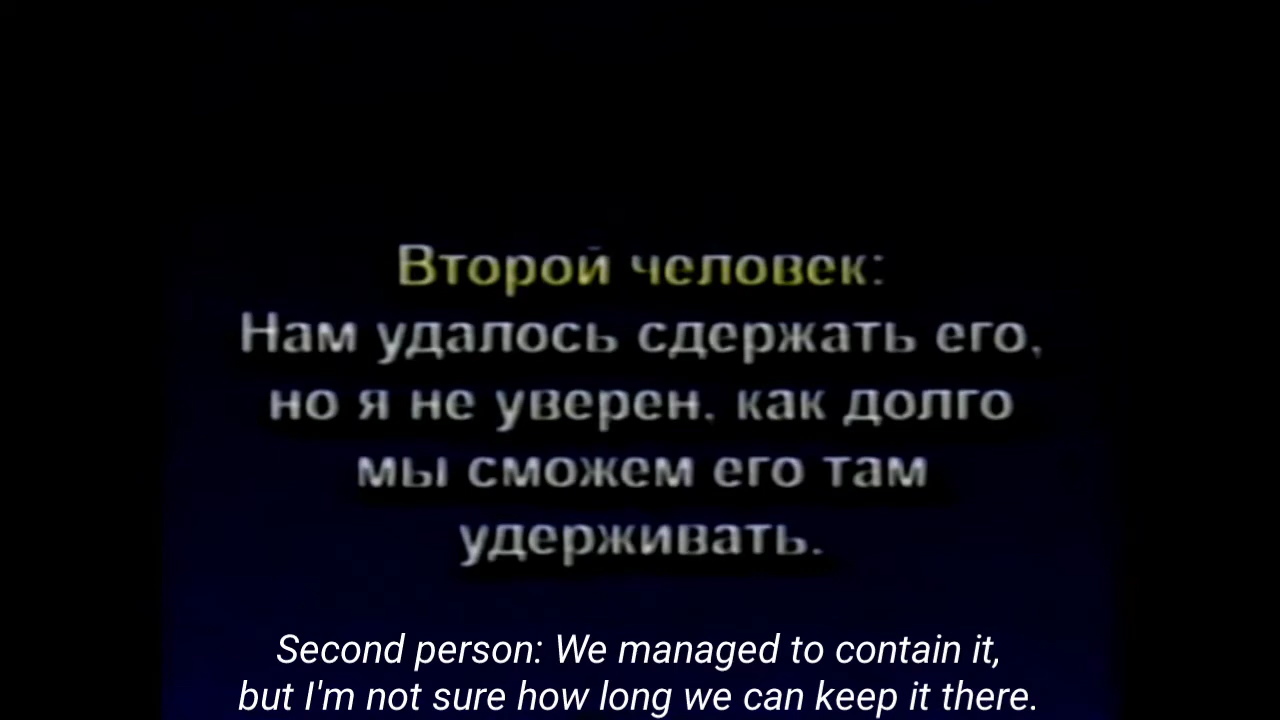 Второй человек:
Нам удалось сдержать его,
но я не уверен, как долго
мы сможем его там
удерживать.
Second person: We managed to contain it,
but I'm not sure how long we can keep it there.